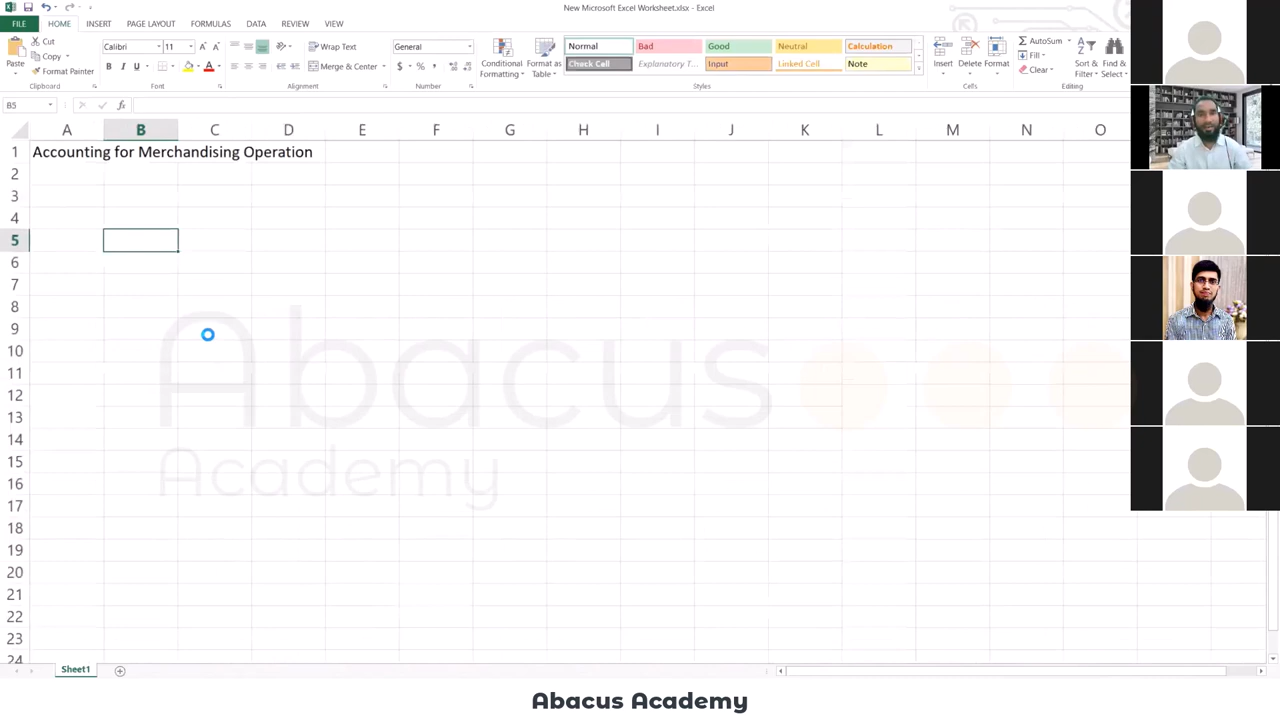 New Microsoft Excel Worksheet.xlsx - Excel
FILE HOME INSERT PAGE LAYOUT FORMULAS DATA REVIEW VIEW
Paste
Cut
Copy
Format Painter
Clipboard
Calibri 11
B I U
Font
Wrap Text
Merge & Center
Alignment
General
$ % ,
Number
Conditional Formatting
Format as Table
Normal Bad Good Neutral Calculation
Check Cell Explanatory T... Input Linked Cell Note
Styles
Insert Delete Format
Cells
AutoSum
Fill
Clear
Sort & Filter
Find & Select
Editing
B5 fx
A B C D E F G H I J K L M N O
1 Accounting for Merchandising Operation
2
3
4
5
6
7
8
9
10
11
12
13
14
15
16
17
18
19
20
21
22
23
24
Abacus
Academy
Sheet1
Abacus Academy